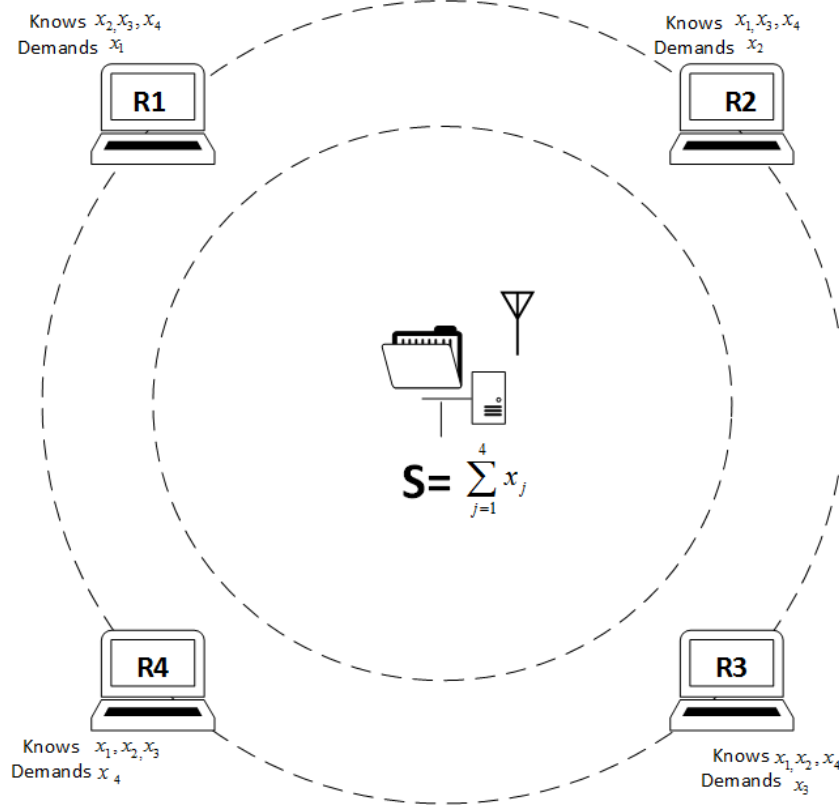 Knows x₂,x₃,x₄
Demands x₁
R1
Knows x₁,x₃,x₄
Demands x₂
R2
S= ∑_{j=1}^{4} x_j
R4
Knows x₁,x₂,x₃
Demands x₄
R3
Knows x₁,x₂,x₄
Demands x₃